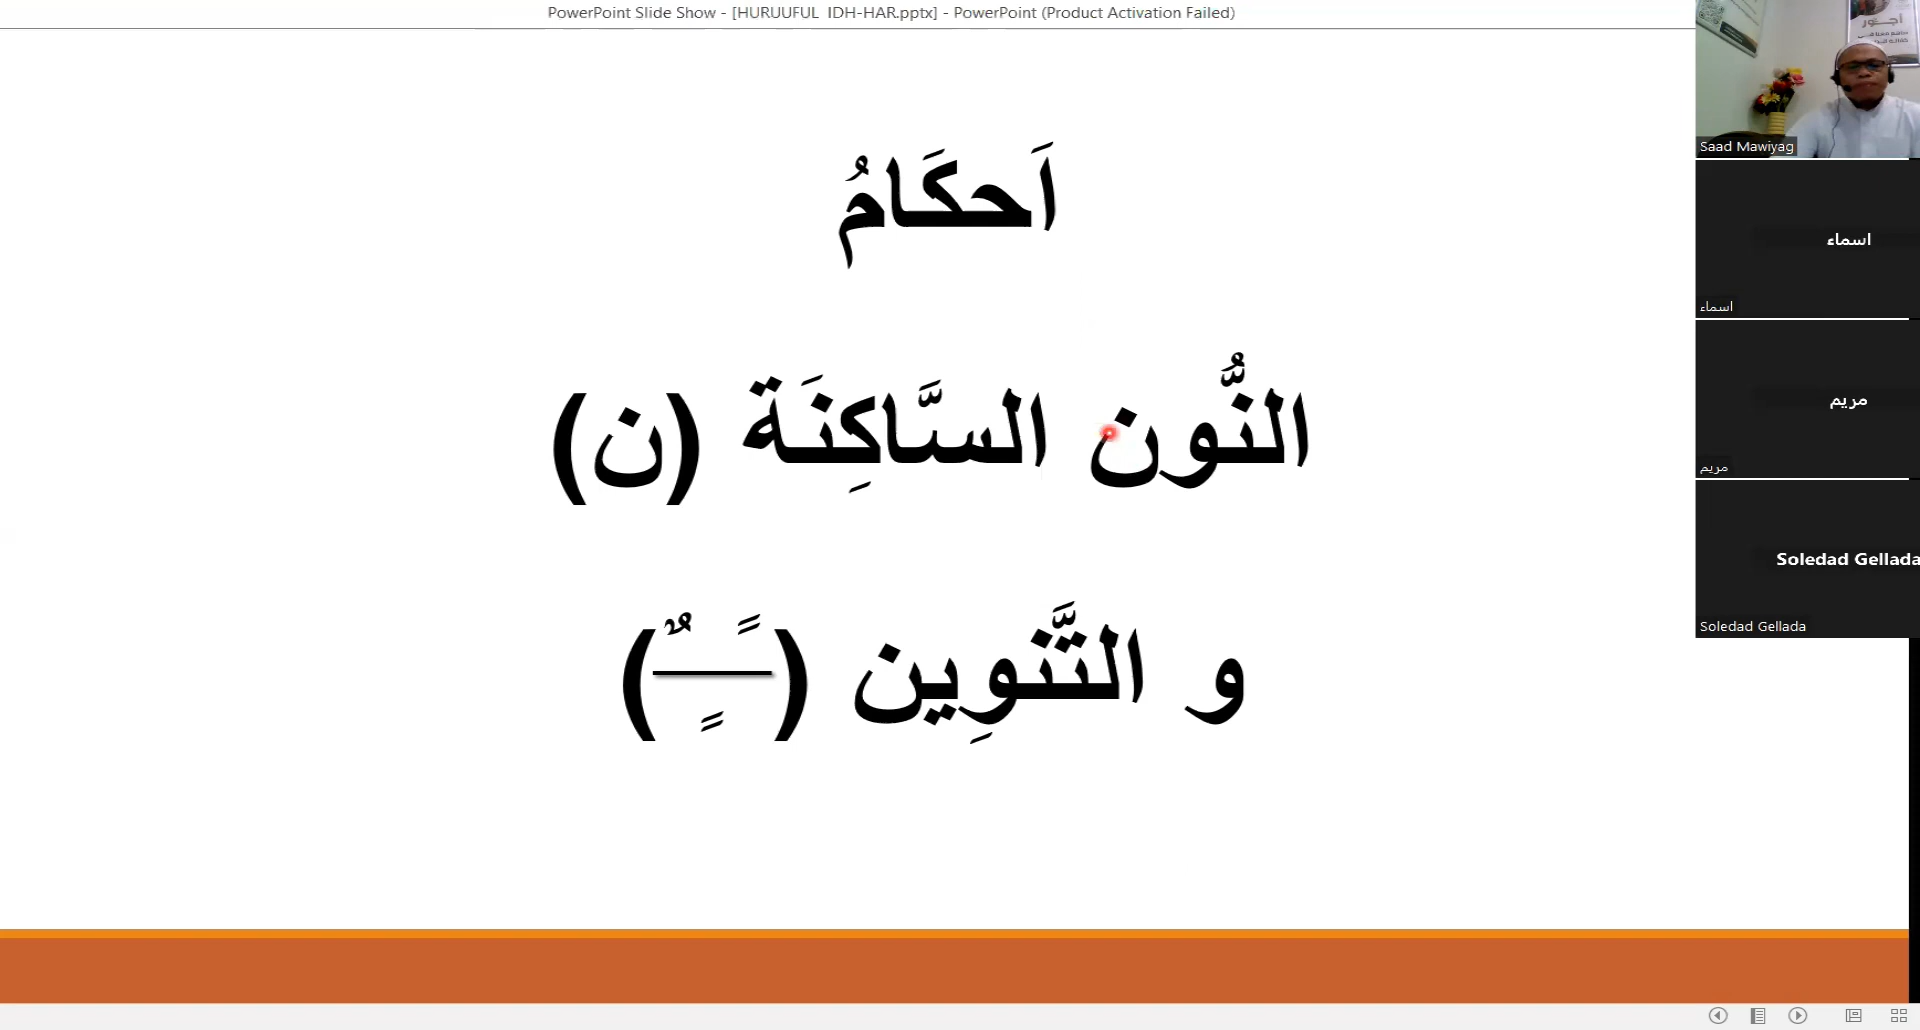 PowerPoint Slide Show - [HURUUFUL IDH-HAR.pptx] - PowerPoint (Product Activation Failed)
اَحكَامُ
النُّون السَّاكِنَة (ن)
و التَّنوِين (ـًـٌـٍ)
أجور
Saad Mawiyag
اسماء
اسماء
مريم
مريم
Soledad Gellada
Soledad Gellada